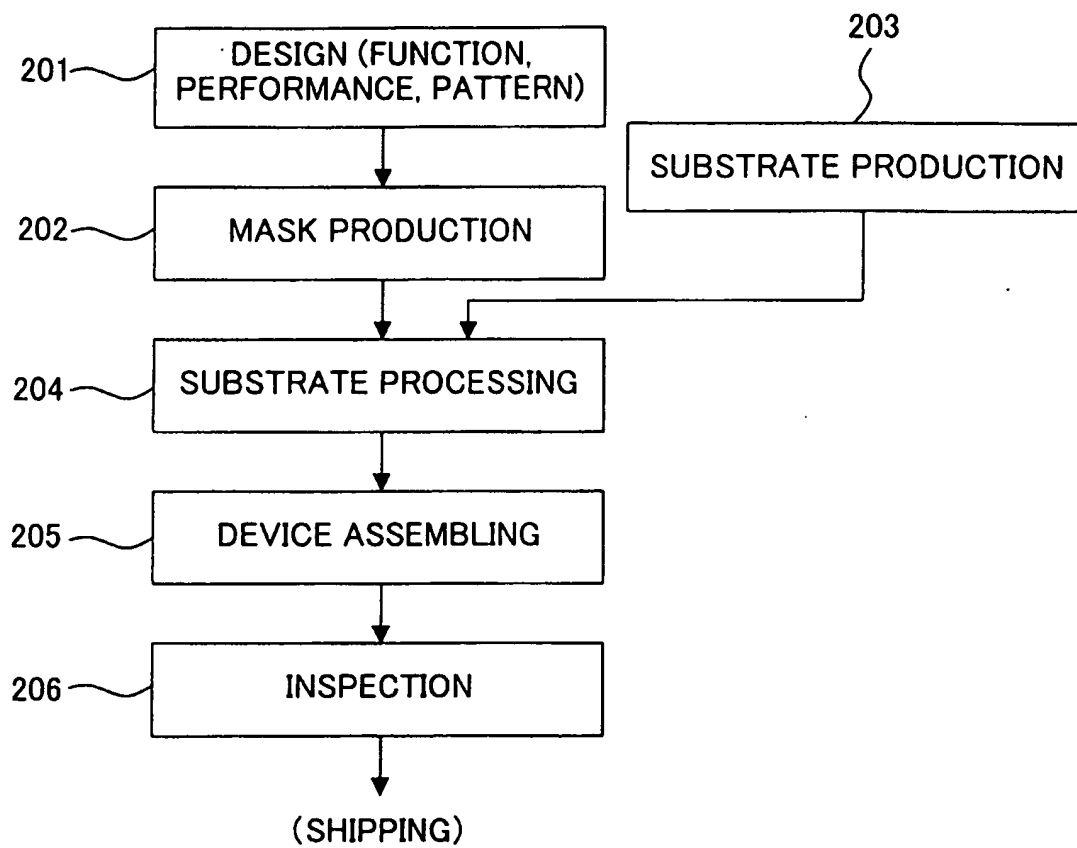 203
201
DESIGN (FUNCTION,
PERFORMANCE, PATTERN)
SUBSTRATE PRODUCTION
202
MASK PRODUCTION
204
SUBSTRATE PROCESSING
205
DEVICE ASSEMBLING
206
INSPECTION
(SHIPPING)